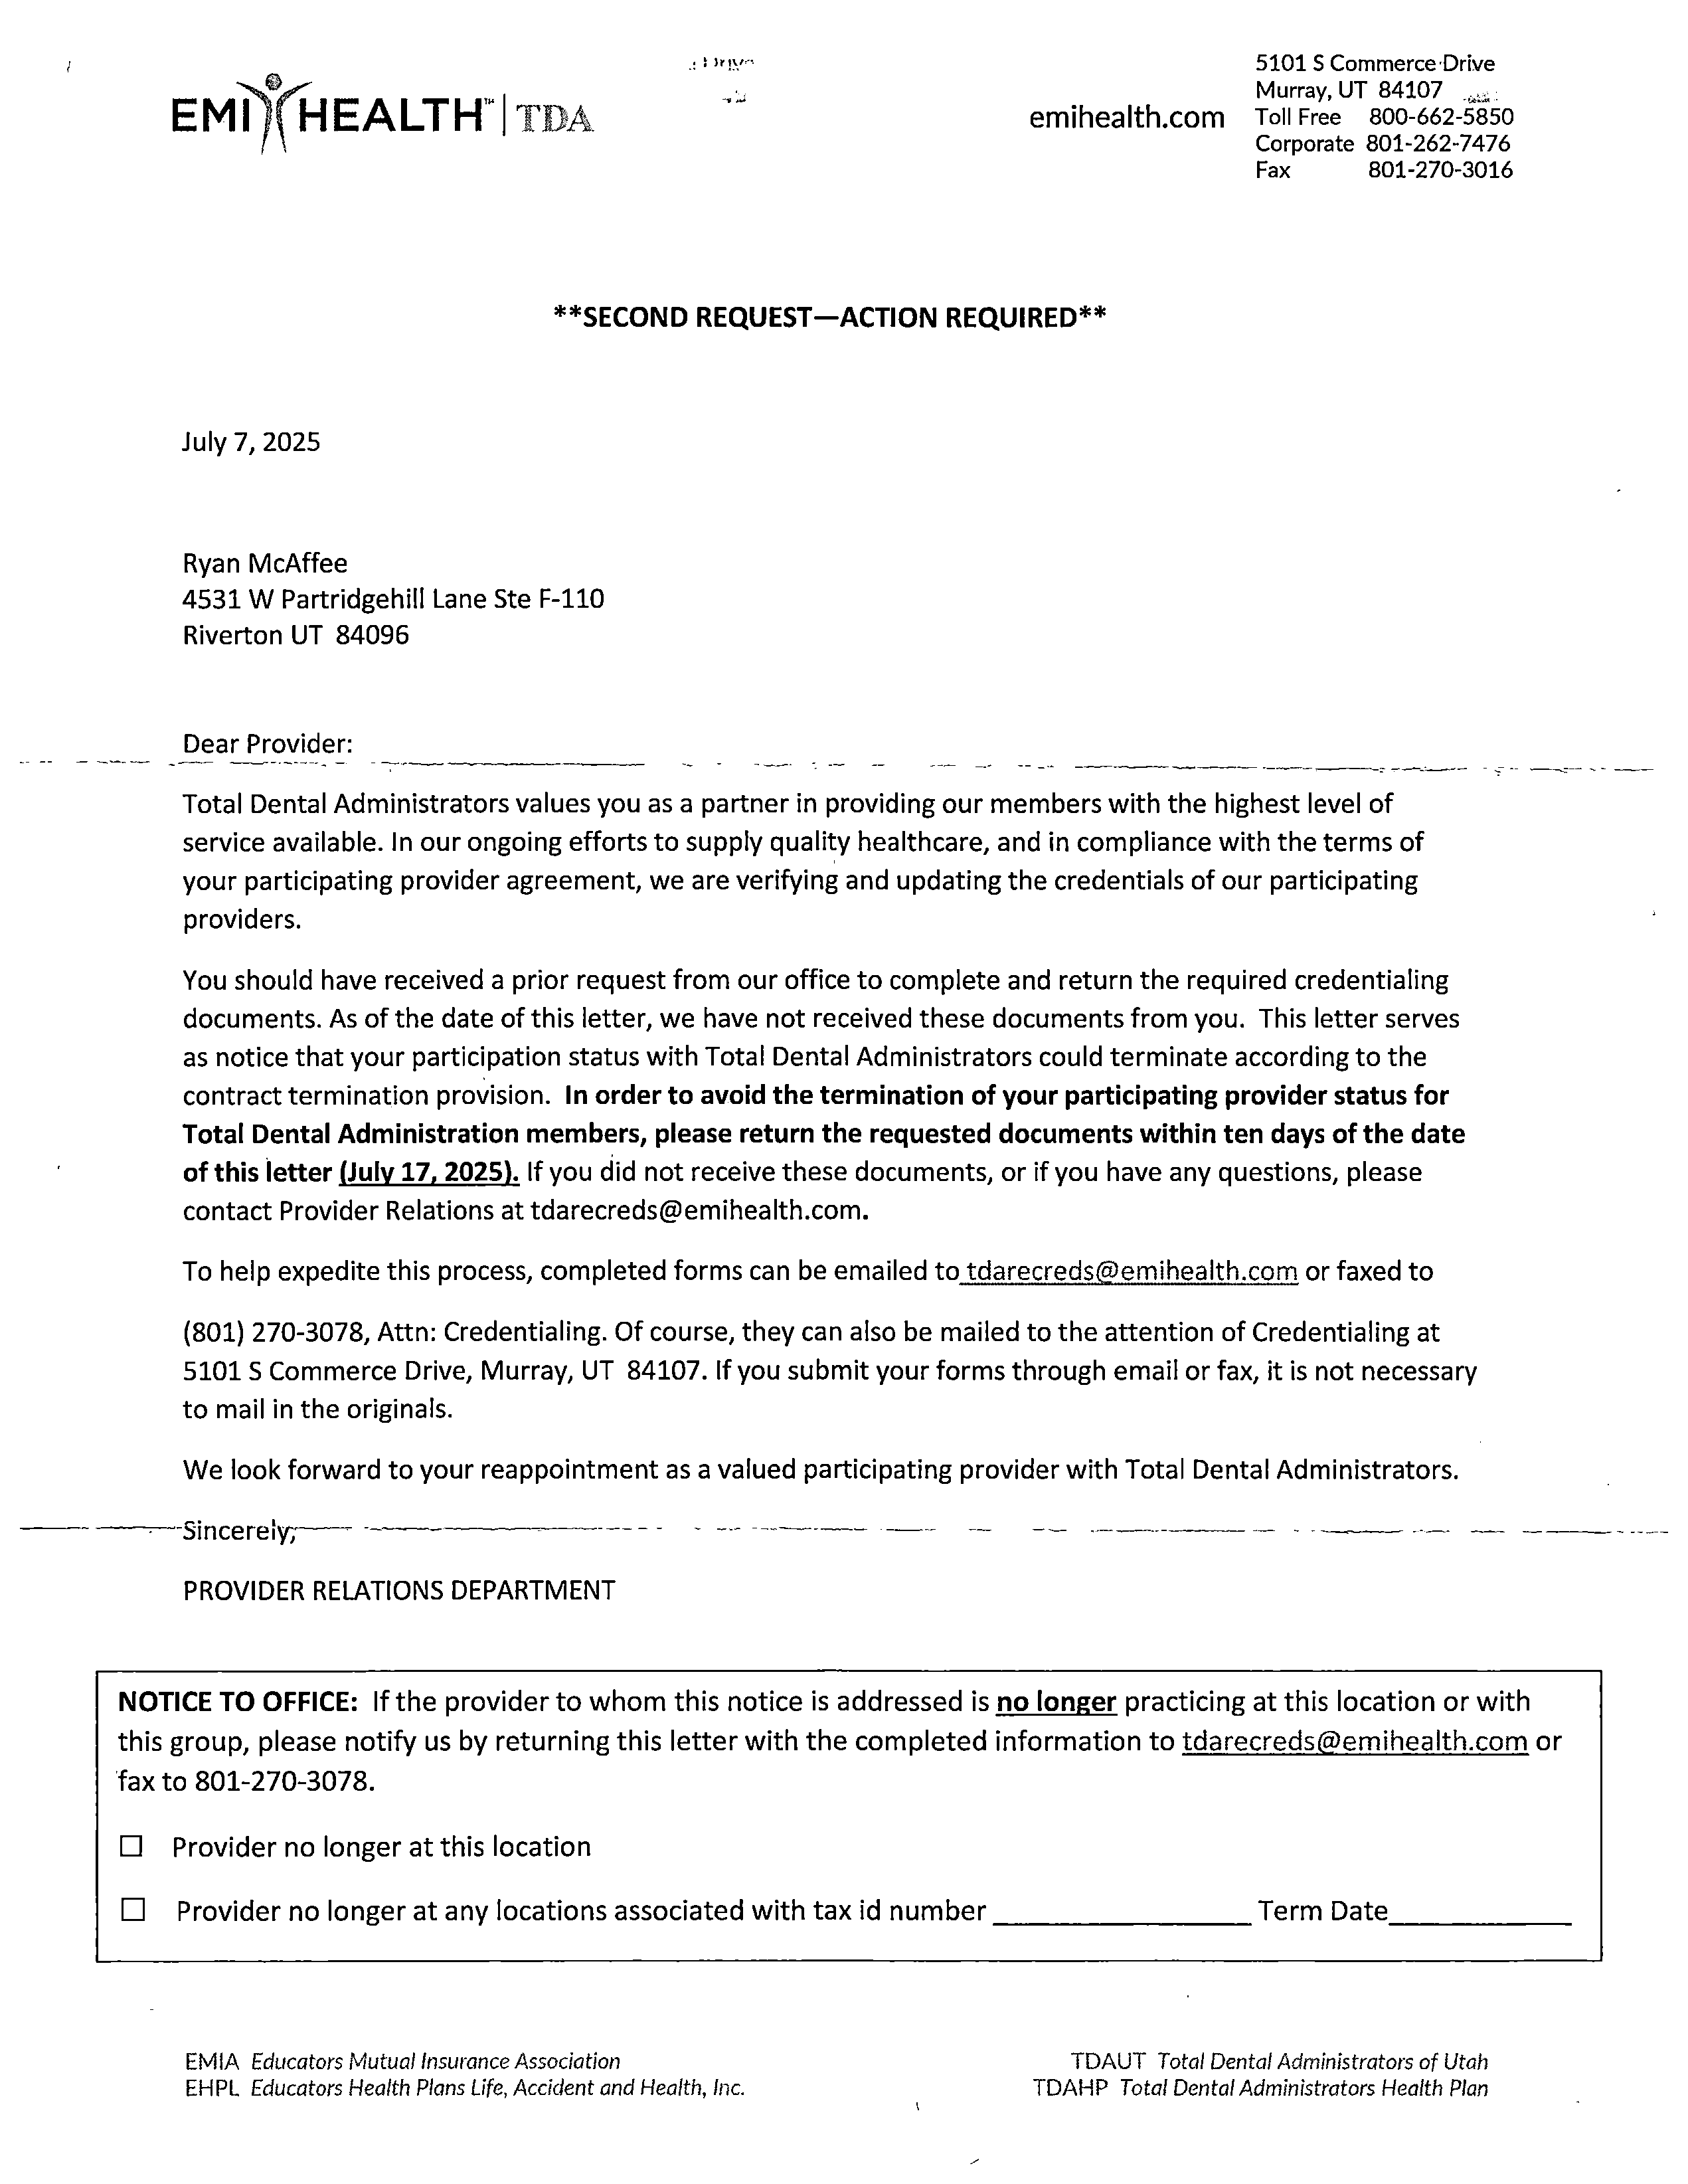 EMI HEALTH™ | TDA
emihealth.com
5101 S Commerce Drive
Murray, UT 84107
Toll Free 800-662-5850
Corporate 801-262-7476
Fax 801-270-3016
**SECOND REQUEST—ACTION REQUIRED**
July 7, 2025
Ryan McAffee
4531 W Partridgehill Lane Ste F-110
Riverton UT 84096
Dear Provider:
Total Dental Administrators values you as a partner in providing our members with the highest level of
service available. In our ongoing efforts to supply quality healthcare, and in compliance with the terms of
your participating provider agreement, we are verifying and updating the credentials of our participating
providers.
You should have received a prior request from our office to complete and return the required credentialing
documents. As of the date of this letter, we have not received these documents from you. This letter serves
as notice that your participation status with Total Dental Administrators could terminate according to the
contract termination provision. In order to avoid the termination of your participating provider status for
Total Dental Administration members, please return the requested documents within ten days of the date
of this letter (July 17, 2025). If you did not receive these documents, or if you have any questions, please
contact Provider Relations at tdarecreds@emihealth.com.
To help expedite this process, completed forms can be emailed to tdarecreds@emihealth.com or faxed to
(801) 270-3078, Attn: Credentialing. Of course, they can also be mailed to the attention of Credentialing at
5101 S Commerce Drive, Murray, UT 84107. If you submit your forms through email or fax, it is not necessary
to mail in the originals.
We look forward to your reappointment as a valued participating provider with Total Dental Administrators.
Sincerely,
PROVIDER RELATIONS DEPARTMENT
NOTICE TO OFFICE: If the provider to whom this notice is addressed is no longer practicing at this location or with
this group, please notify us by returning this letter with the completed information to tdarecreds@emihealth.com or
fax to 801-270-3078.
☐ Provider no longer at this location
☐ Provider no longer at any locations associated with tax id number ____________ Term Date____________
EMIA Educators Mutual Insurance Association
EHPL Educators Health Plans Life, Accident and Health, Inc.
TDAUT Total Dental Administrators of Utah
TDAHP Total Dental Administrators Health Plan